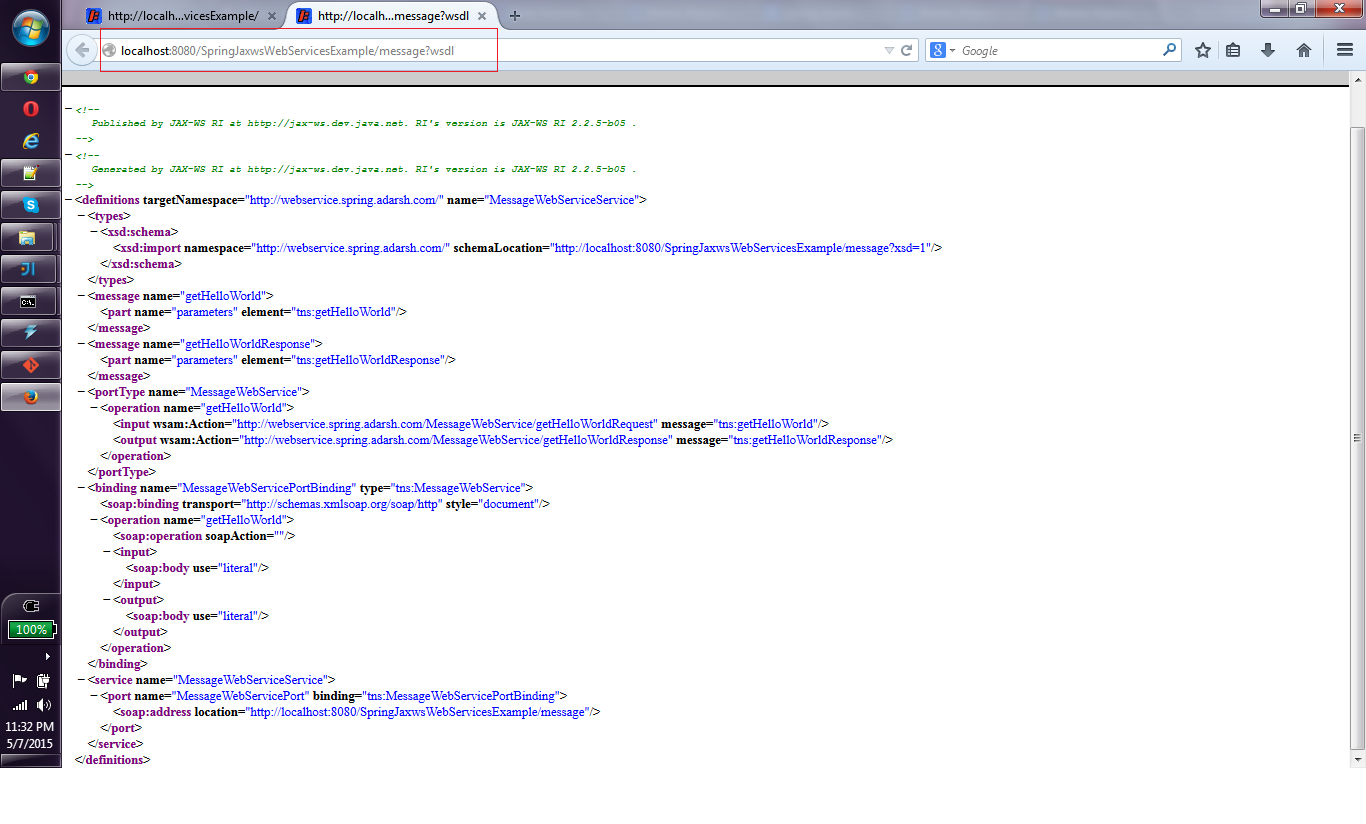 http://localh...vicesExample/
http://localh...message?wsdl
localhost:8080/SpringJaxwsWebServicesExample/message?wsdl
Google
<!--
Published by JAX-WS RI at http://jax-ws.dev.java.net. RI's version is JAX-WS RI 2.2.5-b05 .
-->
<!--
Generated by JAX-WS RI at http://jax-ws.dev.java.net. RI's version is JAX-WS RI 2.2.5-b05 .
-->
<definitions targetNamespace="http://webservice.spring.adarsh.com/" name="MessageWebServiceService">
<types>
<xsd:schema>
<xsd:import namespace="http://webservice.spring.adarsh.com/" schemaLocation="http://localhost:8080/SpringJaxwsWebServicesExample/message?xsd=1"/>
</xsd:schema>
</types>
<message name="getHelloWorld">
<part name="parameters" element="tns:getHelloWorld"/>
</message>
<message name="getHelloWorldResponse">
<part name="parameters" element="tns:getHelloWorldResponse"/>
</message>
<portType name="MessageWebService">
<operation name="getHelloWorld">
<input wsam:Action="http://webservice.spring.adarsh.com/MessageWebService/getHelloWorldRequest" message="tns:getHelloWorld"/>
<output wsam:Action="http://webservice.spring.adarsh.com/MessageWebService/getHelloWorldResponse" message="tns:getHelloWorldResponse"/>
</operation>
</portType>
<binding name="MessageWebServicePortBinding" type="tns:MessageWebService">
<soap:binding transport="http://schemas.xmlsoap.org/soap/http" style="document"/>
<operation name="getHelloWorld">
<soap:operation soapAction=""/>
<input>
<soap:body use="literal"/>
</input>
<output>
<soap:body use="literal"/>
</output>
</operation>
</binding>
<service name="MessageWebServiceService">
<port name="MessageWebServicePort" binding="tns:MessageWebServicePortBinding">
<soap:address location="http://localhost:8080/SpringJaxwsWebServicesExample/message"/>
</port>
</service>
</definitions>
100%
11:32 PM
5/7/2015